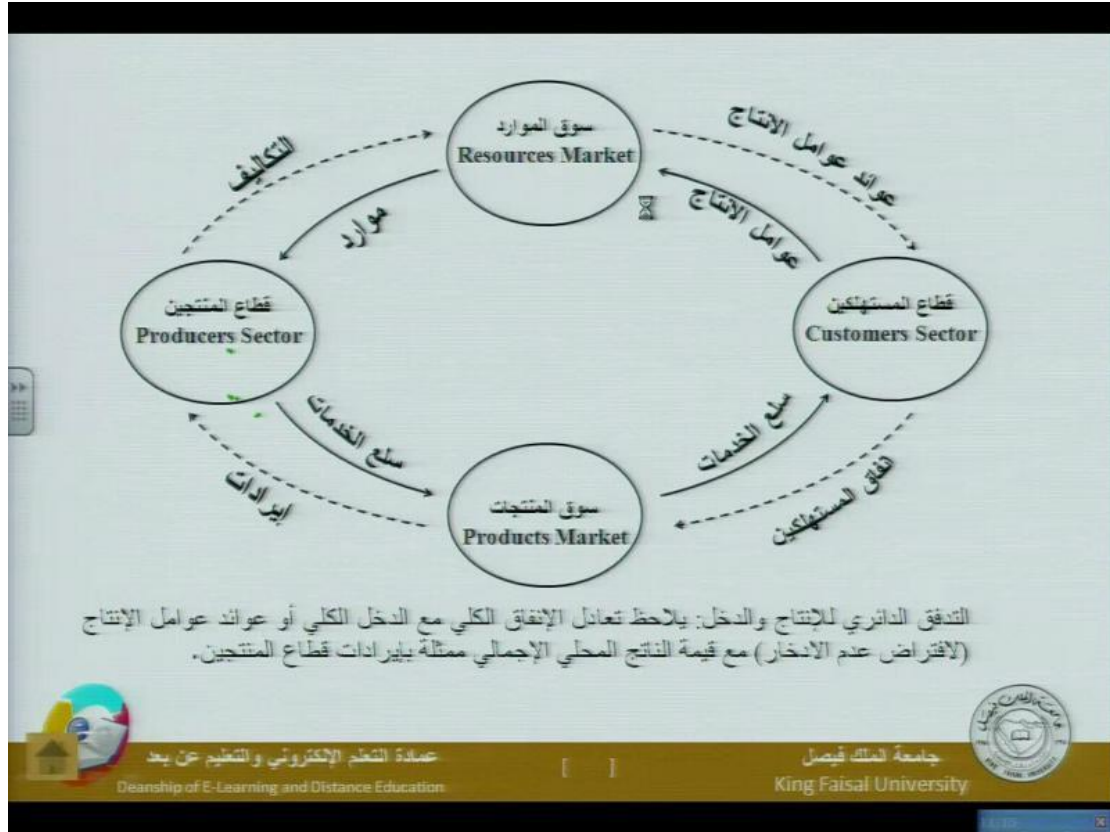 سوق الموارد
Resources Market
عوائد عوامل الانتاج
عوامل الانتاج
التكاليف
موارد
قطاع المنتجين
Producers Sector
قطاع المستهلكين
Customers Sector
سلع الخدمات
إيرادات
سلع الخدمات
انفاق المستهلكين
سوق المنتجات
Products Market
التدفق الدائري للإنتاج والدخل: يلاحظ تعادل الإنفاق الكلي مع الدخل الكلي أو عوائد عوامل الإنتاج
(لافتراض عدم الادخار) مع قيمة الناتج المحلي الإجمالي ممثلة بإيرادات قطاع المنتجين.
جامعة الملك فيصل
King Faisal University
[ ]
عمادة التعلم الإلكتروني والتعليم عن بعد
Deanship of E-Learning and Distance Education